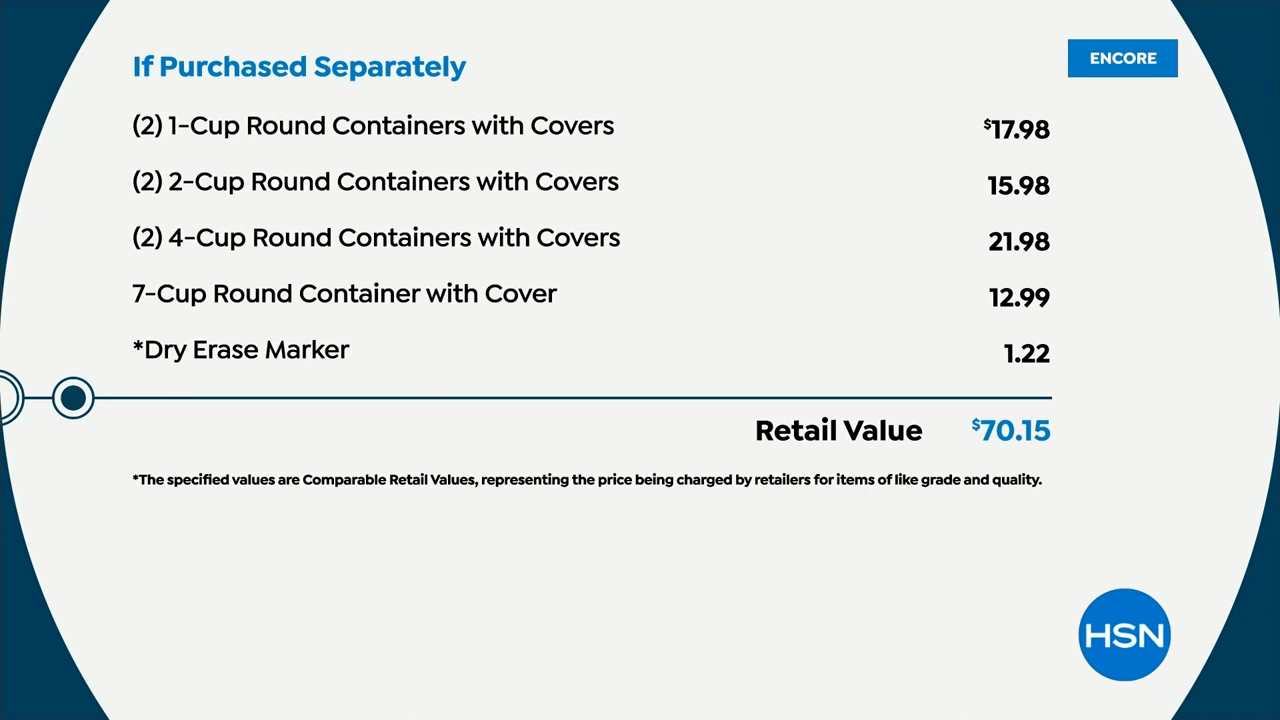 If Purchased Separately
ENCORE
(2) 1-Cup Round Containers with Covers $17.98
(2) 2-Cup Round Containers with Covers 15.98
(2) 4-Cup Round Containers with Covers 21.98
7-Cup Round Container with Cover 12.99
*Dry Erase Marker 1.22
Retail Value $70.15
*The specified values are Comparable Retail Values, representing the price being charged by retailers for items of like grade and quality.
HSN